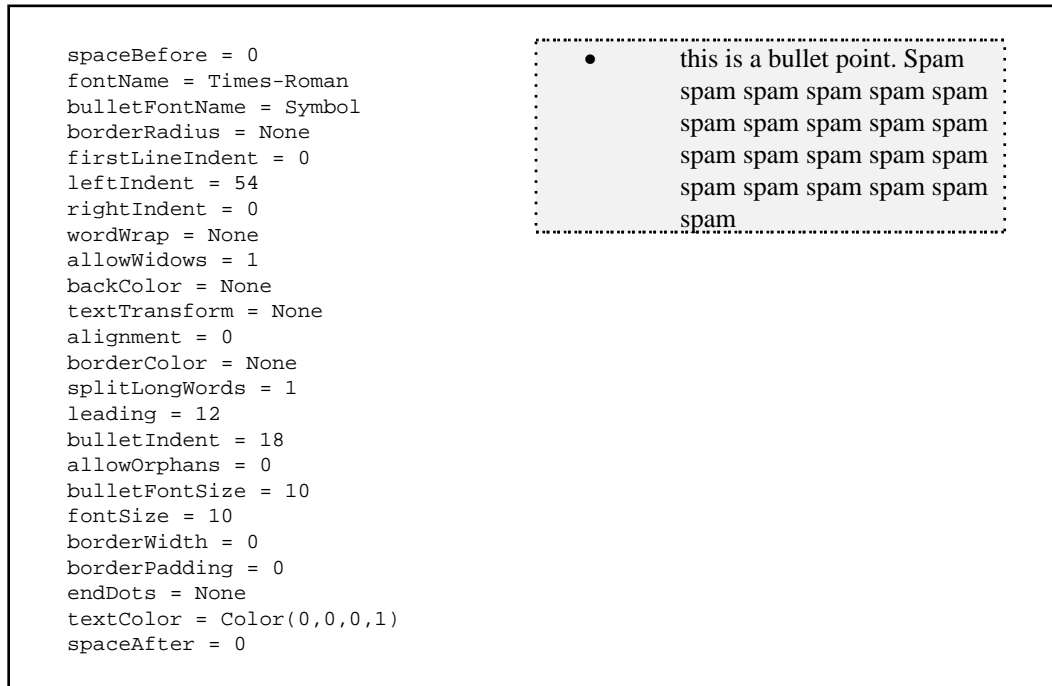 spaceBefore = 0
fontName = Times-Roman
bulletFontName = Symbol
borderRadius = None
firstLineIndent = 0
leftIndent = 54
rightIndent = 0
wordWrap = None
allowWidows = 1
backColor = None
textTransform = None
alignment = 0
borderColor = None
splitLongWords = 1
leading = 12
bulletIndent = 18
allowOrphans = 0
bulletFontSize = 10
fontSize = 10
borderWidth = 0
borderPadding = 0
endDots = None
textColor = Color(0,0,0,1)
spaceAfter = 0
• this is a bullet point. Spam
spam spam spam spam spam
spam spam spam spam spam
spam spam spam spam spam
spam spam spam spam spam
spam